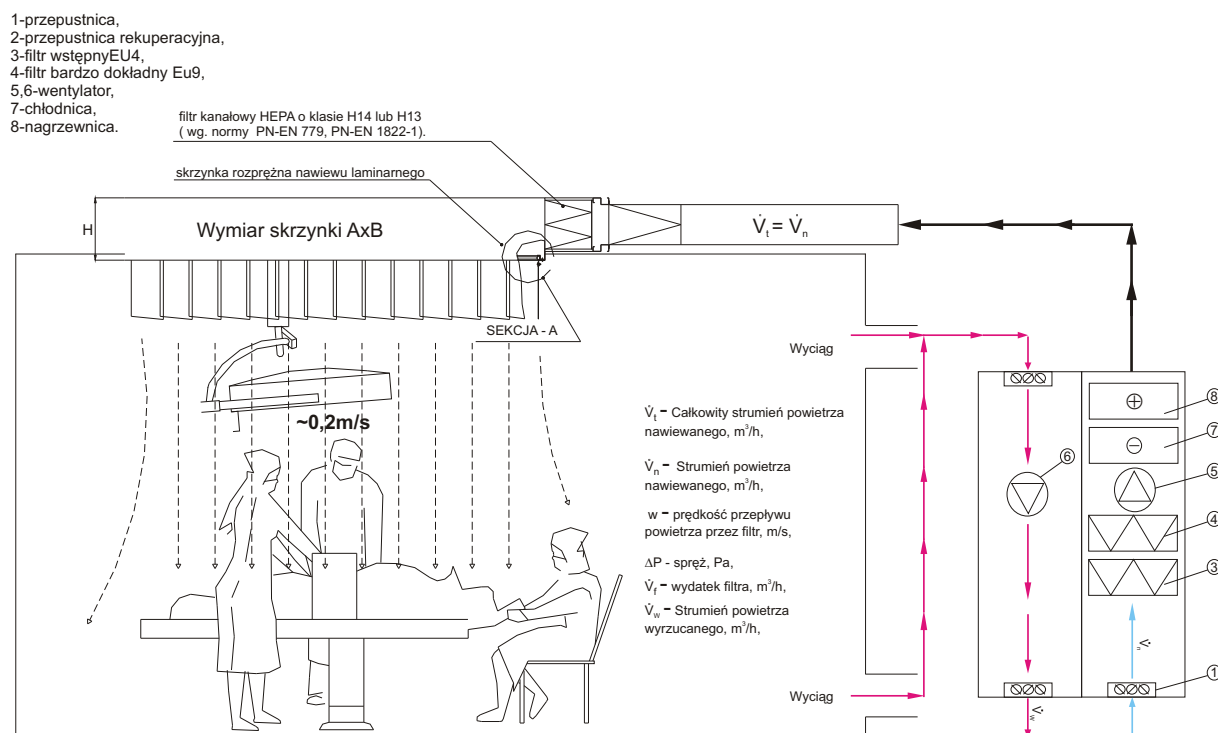 1-przepustnica,
2-przepustnica rekuperacyjna,
3-filtr wstępnyEU4,
4-filtr bardzo dokładny Eu9,
5,6-wentylator,
7-chłodnica,
8-nagrzewnica.
filtr kanałowy HEPA o klasie H14 lub H13
( wg. normy PN-EN 779, PN-EN 1822-1).
skrzynka rozprężna nawiewu laminarnego
H
Wymiar skrzynki AxB
V̇t = V̇n
SEKCJA - A
Wyciąg
~0,2m/s
V̇t - Całkowity strumień powietrza
nawiewanego, m³/h,
V̇n - Strumień powietrza
nawiewanego, m³/h,
w - prędkość przepływu
powietrza przez filtr, m/s,
ΔP - spręż, Pa,
V̇f - wydatek filtra, m³/h,
V̇w - Strumień powietrza
wyrzucanego, m³/h,
Wyciąg
8
7
6
5
4
3
V̇n
1
V̇w